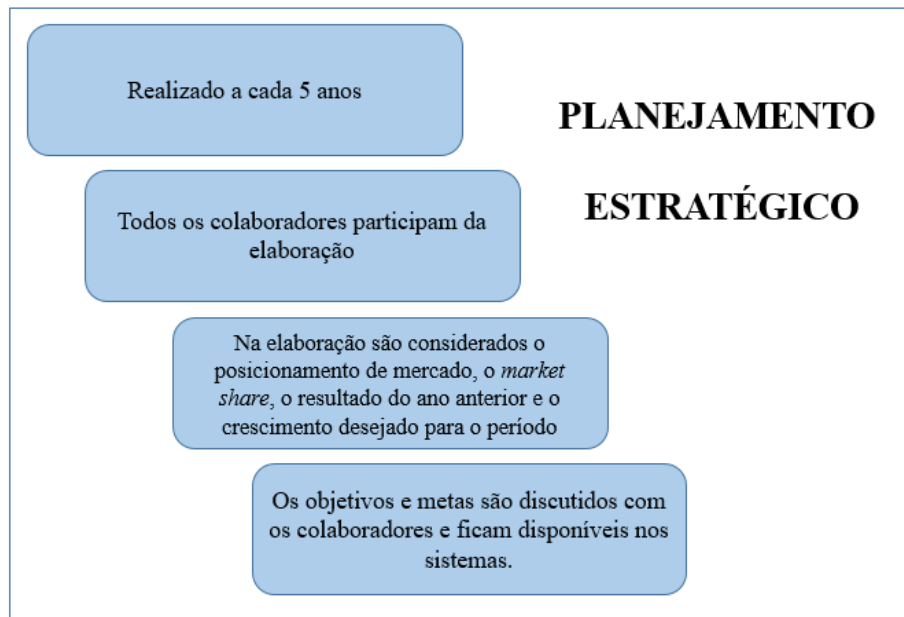 Realizado a cada 5 anos
PLANEJAMENTO
ESTRATÉGICO
Todos os colaboradores participam da
elaboração
Na elaboração são considerados o
posicionamento de mercado, o market
share, o resultado do ano anterior e o
crescimento desejado para o período
Os objetivos e metas são discutidos com
os colaboradores e ficam disponíveis nos
sistemas.